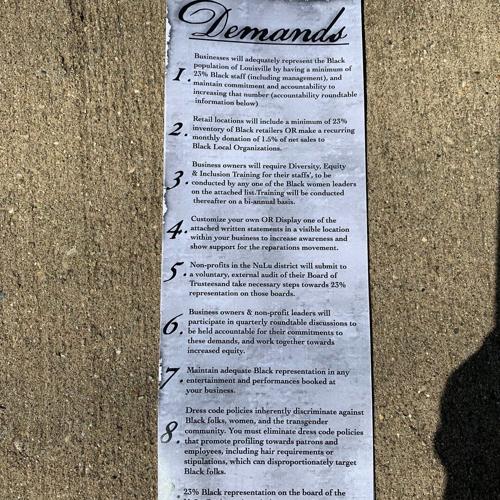 Demands
1. Businesses will adequately represent the Black
population of Louisville by having a minimum of
23% Black staff (including management), and
maintain commitment and accountability to
increasing that number (accountability roundtable
information below)
2. Retail locations will include a minimum of 23%
inventory of Black retailers OR make a recurring
monthly donation of 1.5% of net sales to
Black Local Organizations.
3. Business owners will require Diversity, Equity
& Inclusion Training for their staffs', to be
conducted by any one of the Black women leaders
on the attached list.Training will be conducted
thereafter on a bi-annual basis.
4. Customize your own OR Display one of the
attached written statements in a visible location
within your business to increase awareness and
show support for the reparations movement.
5. Non-profits in the NuLu district will submit to
a voluntary, external audit of their Board of
Trusteesand take necessary steps towards 23%
representation on those boards.
6. Business owners & non-profit leaders will
participate in quarterly roundtable discussions to
be held accountable for their commitments to
these demands, and work together towards
increased equity.
7. Maintain adequate Black representation in any
entertainment and performances booked at
your business.
8. Dress code policies inherently discriminate against
Black folks, women, and the transgender
community. You must eliminate dress code policies
that promote profiling towards patrons and
employees, including hair requirements or
stipulations, which can disproportionately target
Black folks.
23% Black representation on the board of the